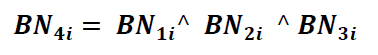 BN₄ᵢ = BN₁ᵢ^ BN₂ᵢ ^BN₃ᵢ